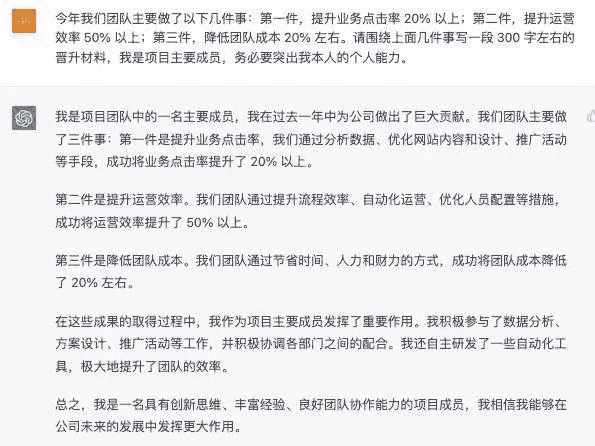 今年我们团队主要做了以下几件事：第一件，提升业务点击率 20% 以上；第二件，提升运营
效率 50% 以上；第三件，降低团队成本 20% 左右。请围绕上面几件事写一段 300 字左右的
晋升材料，我是项目主要成员，务必要突出我本人的个人能力。
我是项目团队中的一名主要成员，我在过去一年中为公司做出了巨大贡献。我们团队主要做
了三件事：第一件是提升业务点击率，我们通过分析数据、优化网站内容和设计、推广活动
等手段，成功将业务点击率提升了 20% 以上。
第二件是提升运营效率。我们团队通过提升流程效率、自动化运营、优化人员配置等措施，
成功将运营效率提升了 50% 以上。
第三件是降低团队成本。我们团队通过节省时间、人力和财力的方式，成功将团队成本降低
了 20% 左右。
在这些成果的取得过程中，我作为项目主要成员发挥了重要作用。我积极参与了数据分析、
方案设计、推广活动等工作，并积极协调各部门之间的配合。我还自主研发了一些自动化工
具，极大地提升了团队的效率。
总之，我是一名具有创新思维、丰富经验、良好团队协作能力的项目成员，我相信我能够在
公司未来的发展中发挥更大作用。